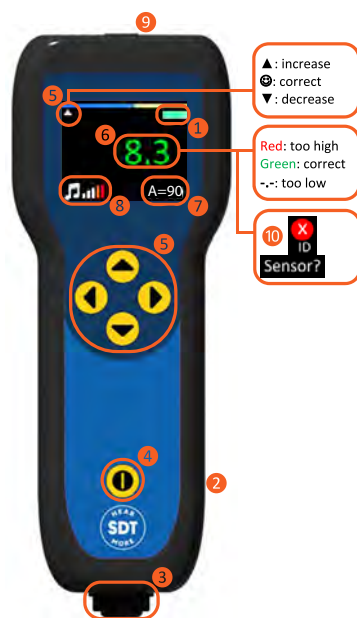 9
▲: increase
☻: correct
▼: decrease
5
1
6
8.3
Red: too high
Green: correct
-.-: too low
8
A=90
7
10
X
ID
Sensor?
5
4
2
HEAR
SDT
MORE
3